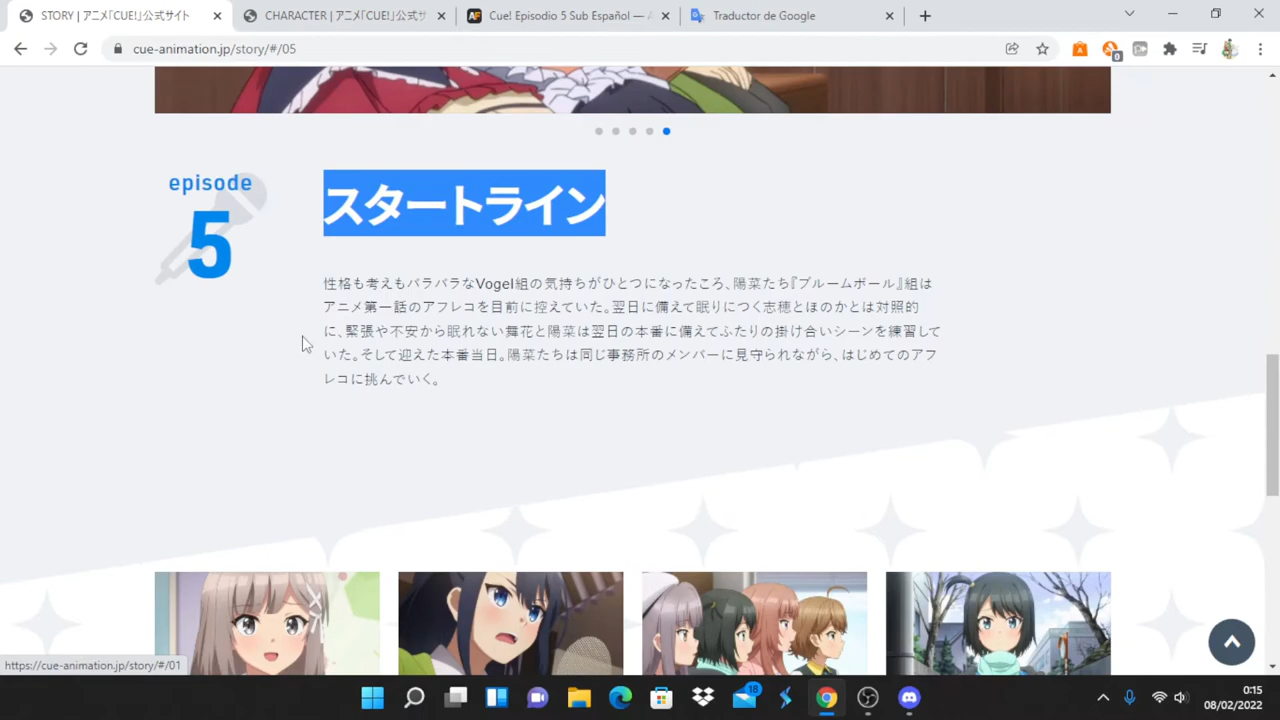 STORY | アニメ「CUE!」公式サイト
CHARACTER | アニメ「CUE!」公式サ
AF
Cue! Episodio 5 Sub Español —
Traductor de Google
cue-animation.jp/story/#/05
0
episode
5
スタートライン
性格も考えもバラバラなVogel組の気持ちがひとつになったころ、陽菜たち『ブルームボール』組は
アニメ第一話のアフレコを目前に控えていた。翌日に備えて眠りにつく志穂とほのかとは対照的
に、緊張や不安から眠れない舞花と陽菜は翌日の本番に備えてふたりの掛け合いシーンを練習して
いた。そして迎えた本番当日。陽菜たちは同じ事務所のメンバーに見守られながら、はじめてのアフ
レコに挑んでいく。
https://cue-animation.jp/story/#/01
18
0:15
08/02/2022